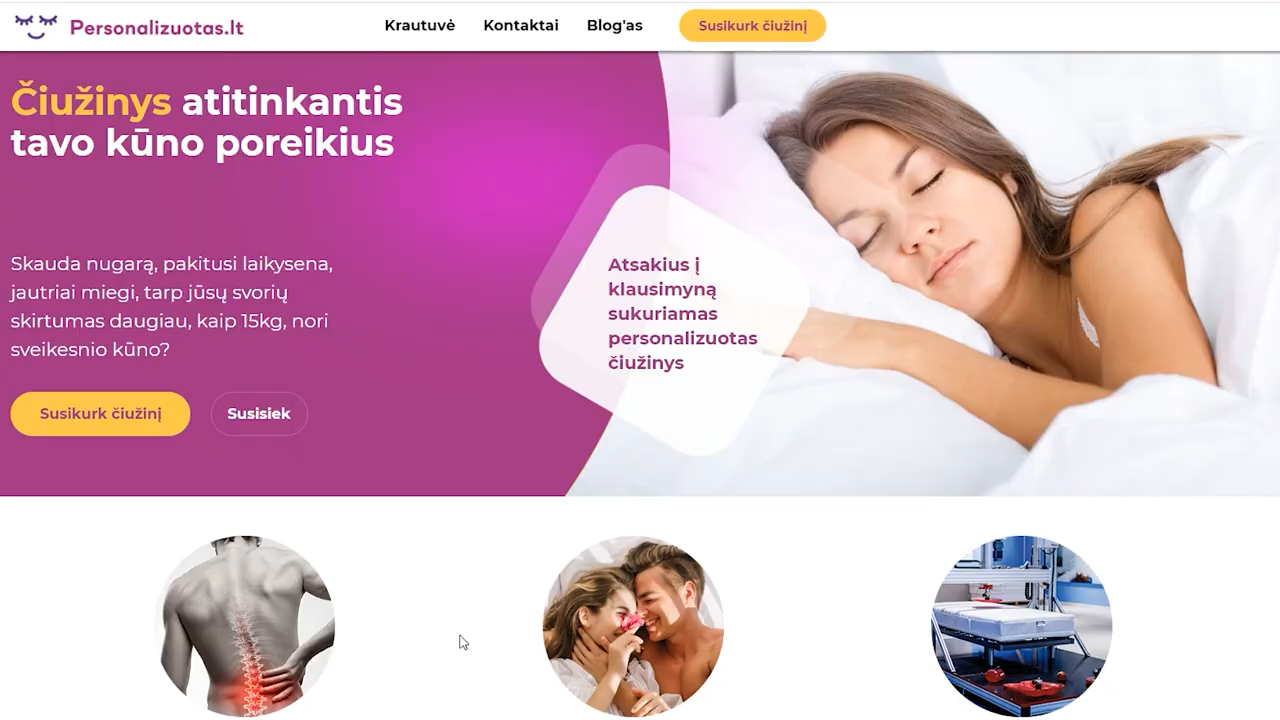 Personalizuotas.lt
Krautuvė
Kontaktai
Blog'as
Susikurk čiužinį
Čiužinys atitinkantis
tavo kūno poreikius
Skauda nugarą, pakitusi laikysena,
jautriai miegi, tarp jūsų svorių
skirtumas daugiau, kaip 15kg, nori
sveikesnio kūno?
Susikurk čiužinį
Susisiek
Atsakius į
klausimyną
sukuriamas
personalizuotas
čiužinys